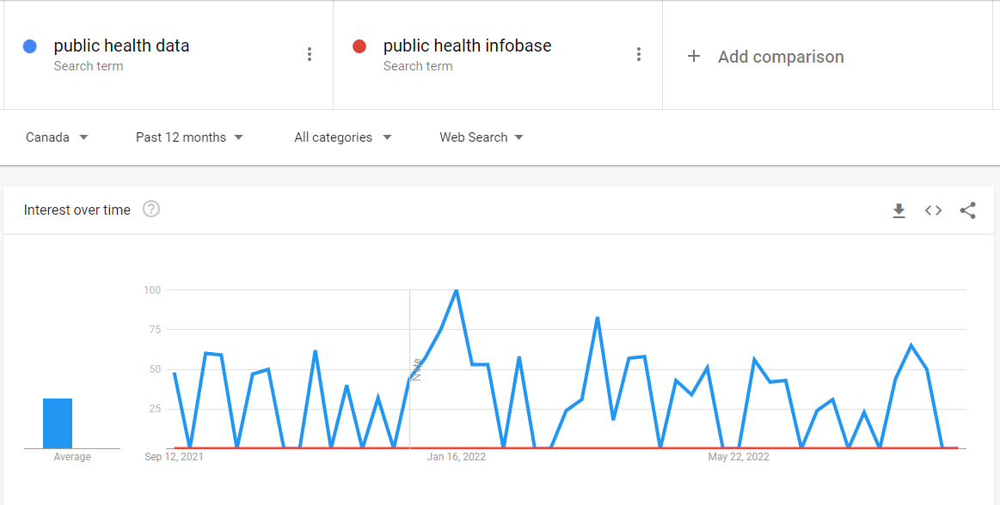 public health data
Search term
public health infobase
Search term
+ Add comparison
Canada
Past 12 months
All categories
Web Search
Interest over time ?
100
75
50
25
Note
Average
Sep 12, 2021
Jan 16, 2022
May 22, 2022